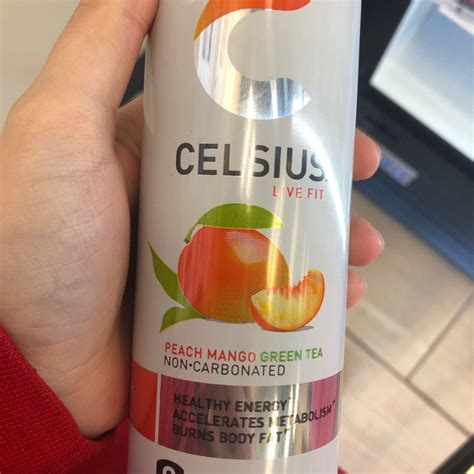 CELSIUS
LIVE FIT
PEACH MANGO GREEN TEA
NON•CARBONATED
HEALTHY ENERGY*
ACCELERATES METABOLISM*
BURNS BODY FAT*